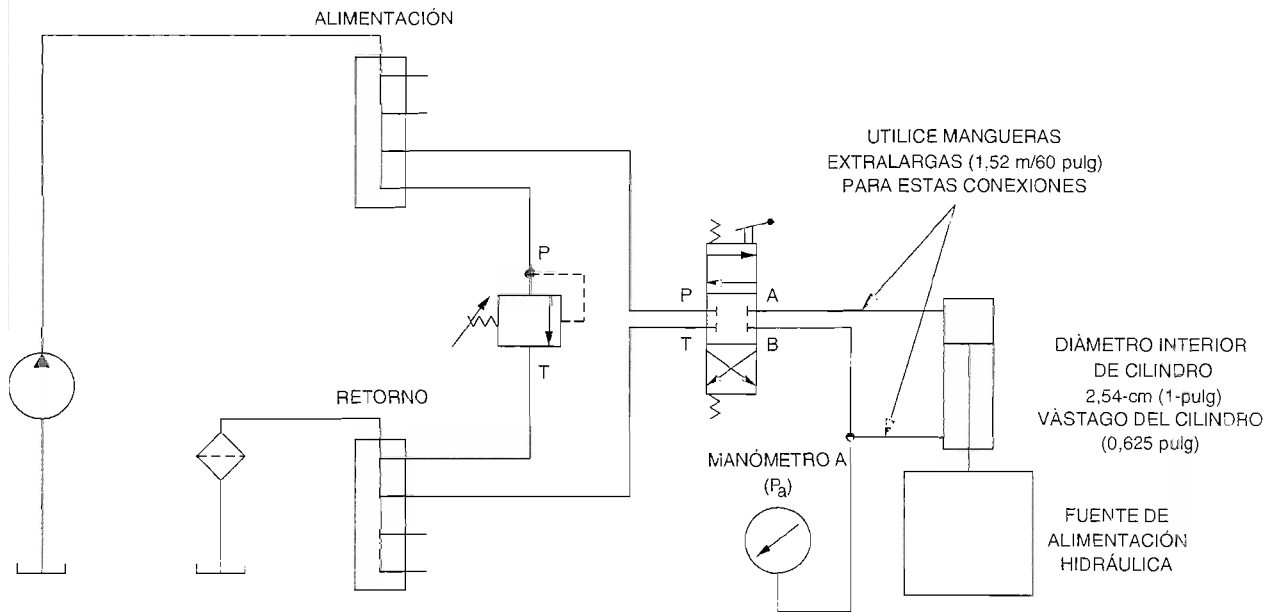 ALIMENTACIÓN
UTILICE MANGUERAS
EXTRALARGAS (1,52 m/60 pulg)
PARA ESTAS CONEXIONES
P
P
A
T
B
T
DIÀMETRO INTERIOR
DE CILINDRO
2,54-cm (1-pulg)
VÀSTAGO DEL CILINDRO
(0,625 pulg)
RETORNO
MANÓMETRO A
(Pa)
FUENTE DE
ALIMENTACIÓN
HIDRÁULICA